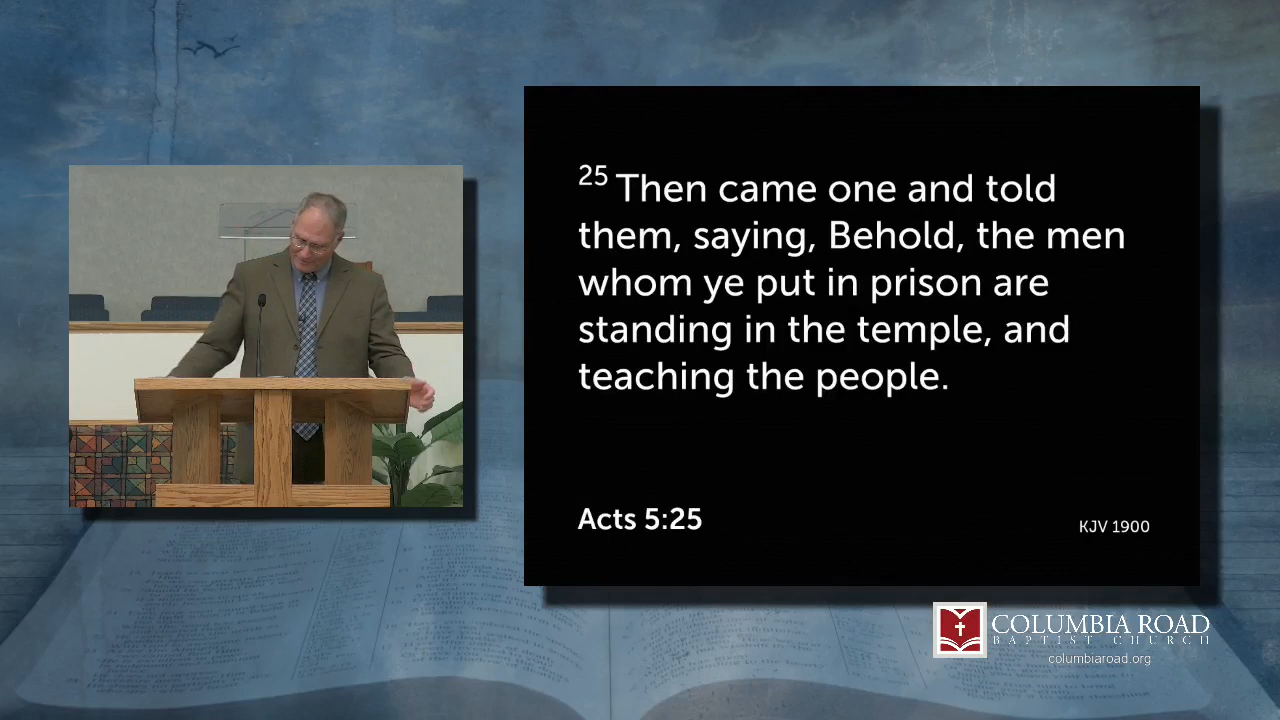 25 Then came one and told
them, saying, Behold, the men
whom ye put in prison are
standing in the temple, and
teaching the people.
Acts 5:25
KJV 1900
COLUMBIA ROAD
BAPTIST CHURCH
columbiaroad.org